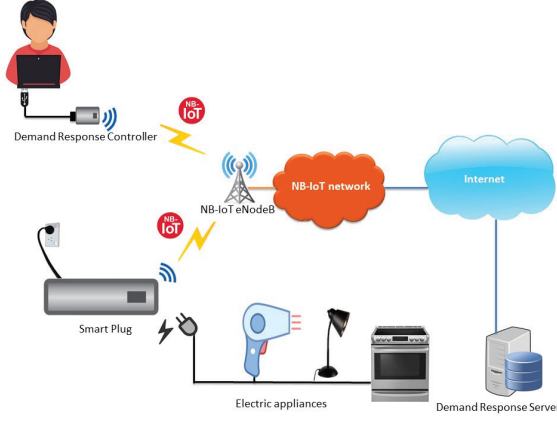 NB-
IoT
Demand Response Controller
NB-IoT network
Internet
NB-IoT eNodeB
NB-
IoT
Smart Plug
Electric appliances
Demand Response Server